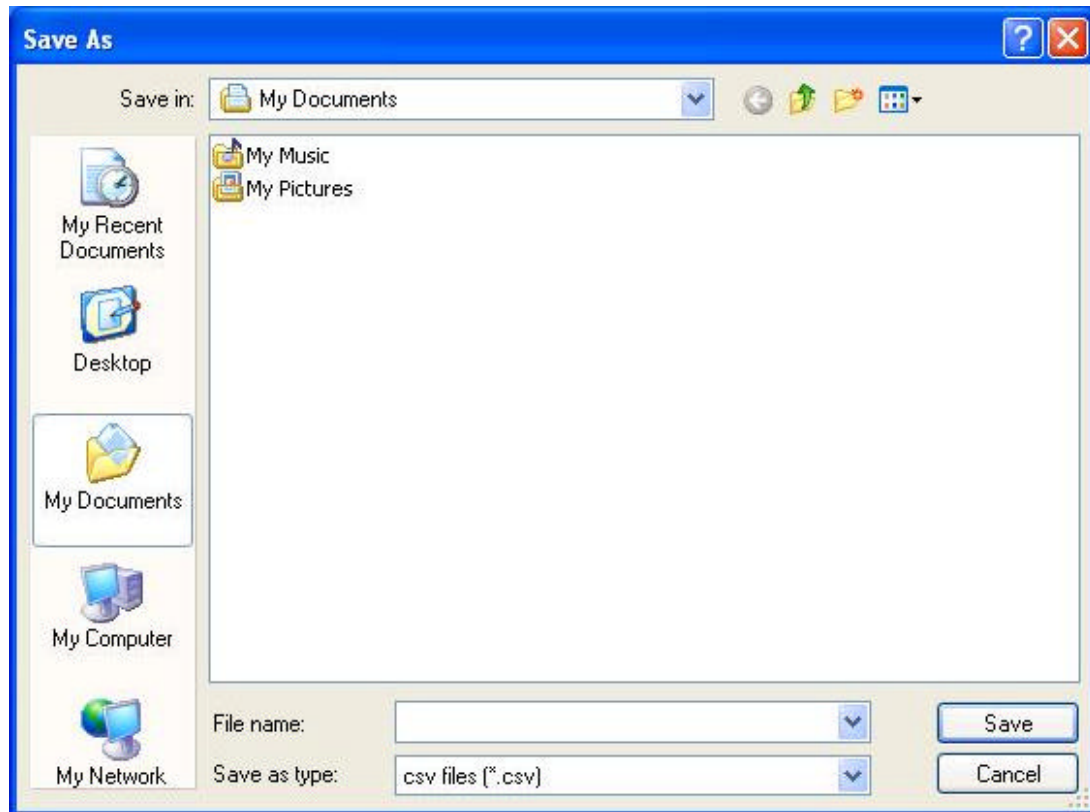 Save As
Save in:
My Documents
My Recent
Documents
Desktop
My Documents
My Computer
My Network
My Music
My Pictures
File name:
Save
Save as type:
csv files (*.csv)
Cancel